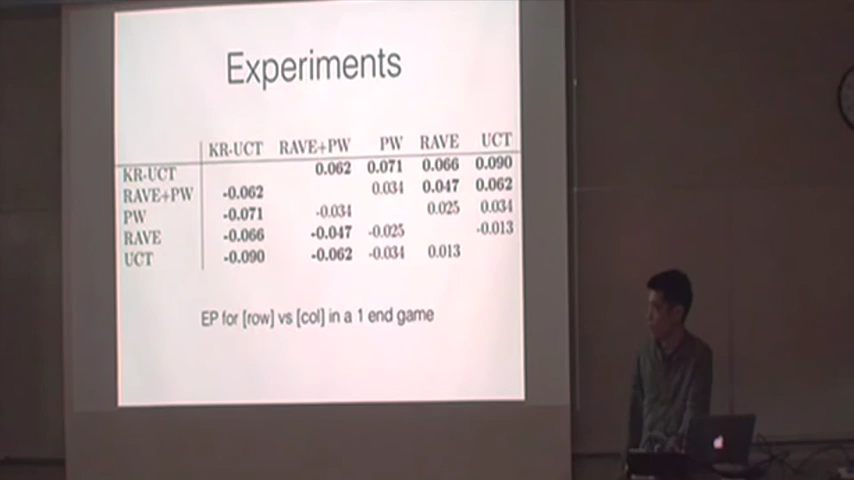 Experiments
KR-UCT RAVE+PW PW RAVE UCT
KR-UCT 0.062 0.071 0.066 0.090
RAVE+PW -0.062 0.034 0.047 0.062
PW -0.071 -0.034 0.025 0.034
RAVE -0.066 -0.047 -0.025 -0.013
UCT -0.090 -0.062 -0.034 0.013
EP for [row] vs [col] in a 1 end game